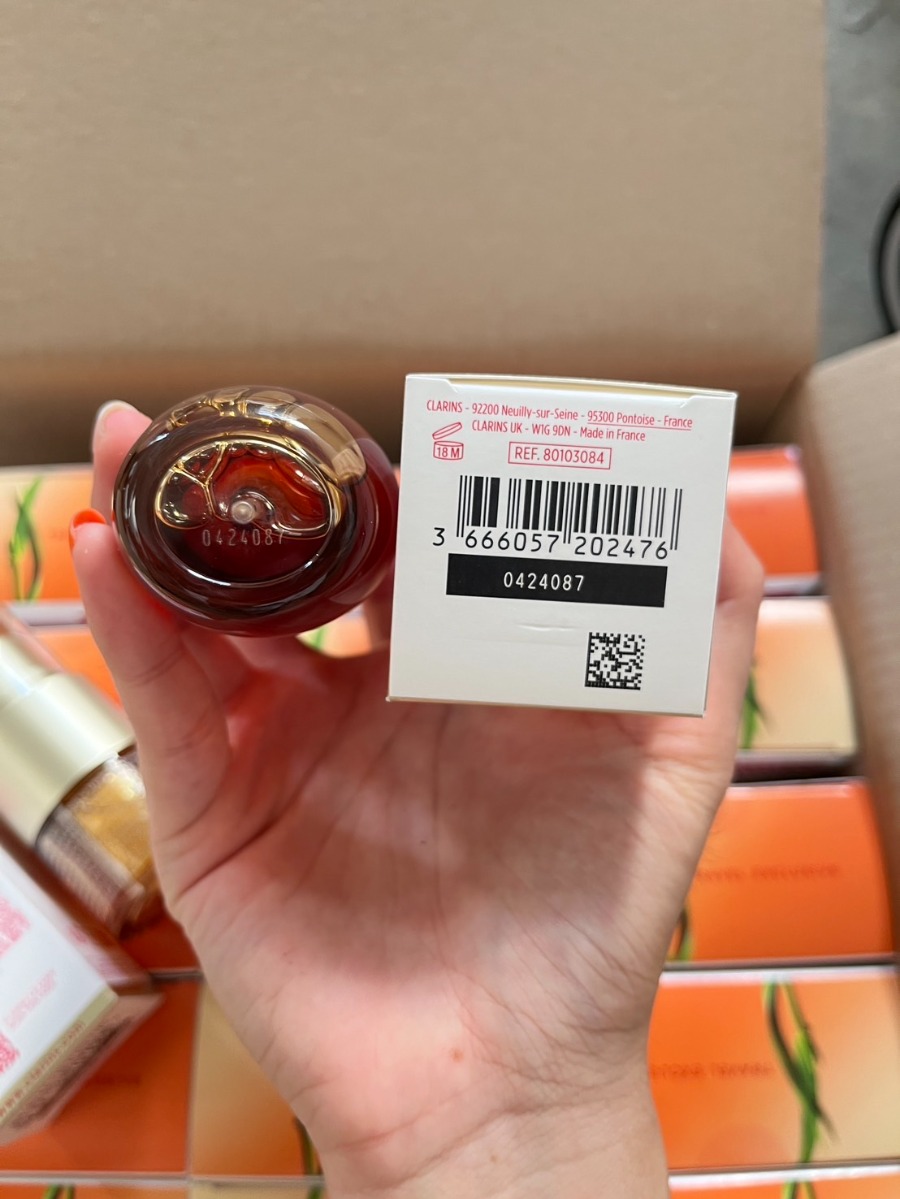 CLARINS - 92200 Neuilly-sur-Seine - 95300 Pontoise - France
CLARINS UK - W1G 9DN - Made in France
18 M
REF. 80103084
3 666057 202476
0424087
0424087